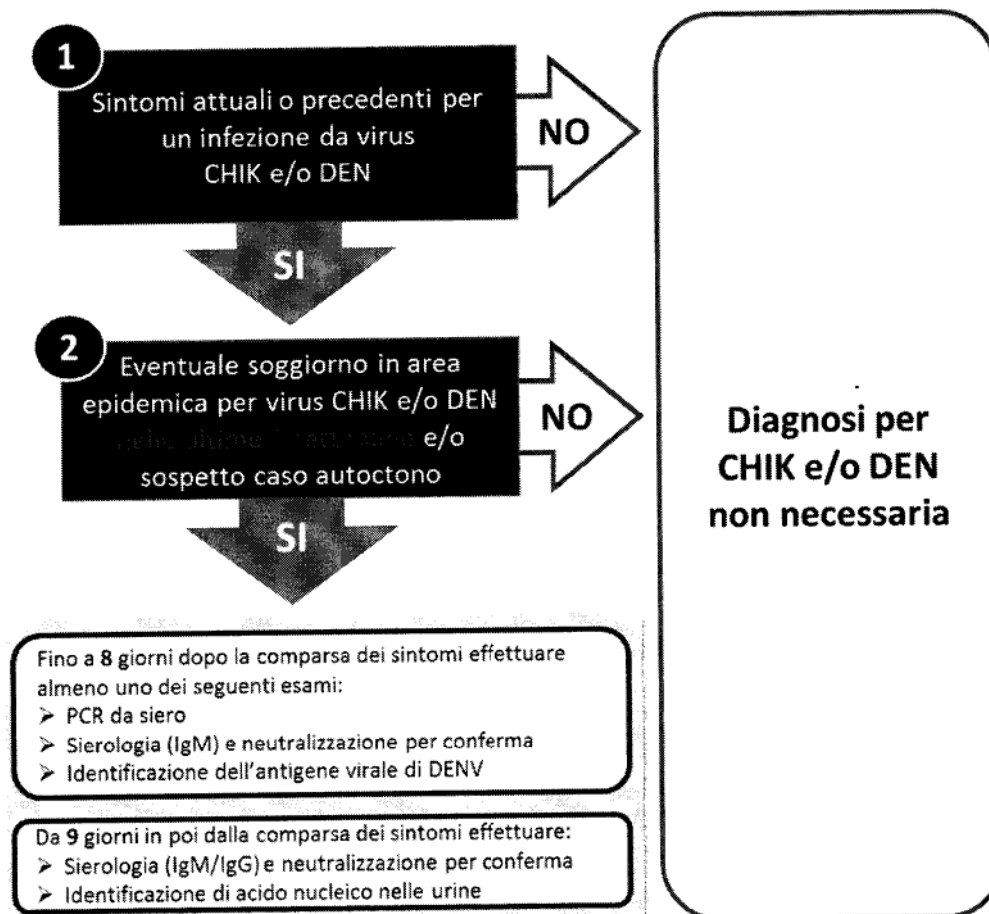 1
Sintomi attuali o precedenti per
un infezione da virus
CHIK e/o DEN
NO
SI
2
Eventuale soggiorno in area
epidemica per virus CHIK e/o DEN
e/o
sospetto caso autoctono
NO
SI
Diagnosi per
CHIK e/o DEN
non necessaria
Fino a 8 giorni dopo la comparsa dei sintomi effettuare
almeno uno dei seguenti esami:
➢ PCR da siero
➢ Sierologia (IgM) e neutralizzazione per conferma
➢ Identificazione dell'antigene virale di DENV
Da 9 giorni in poi dalla comparsa dei sintomi effettuare:
➢ Sierologia (IgM/IgG) e neutralizzazione per conferma
➢ Identificazione di acido nucleico nelle urine